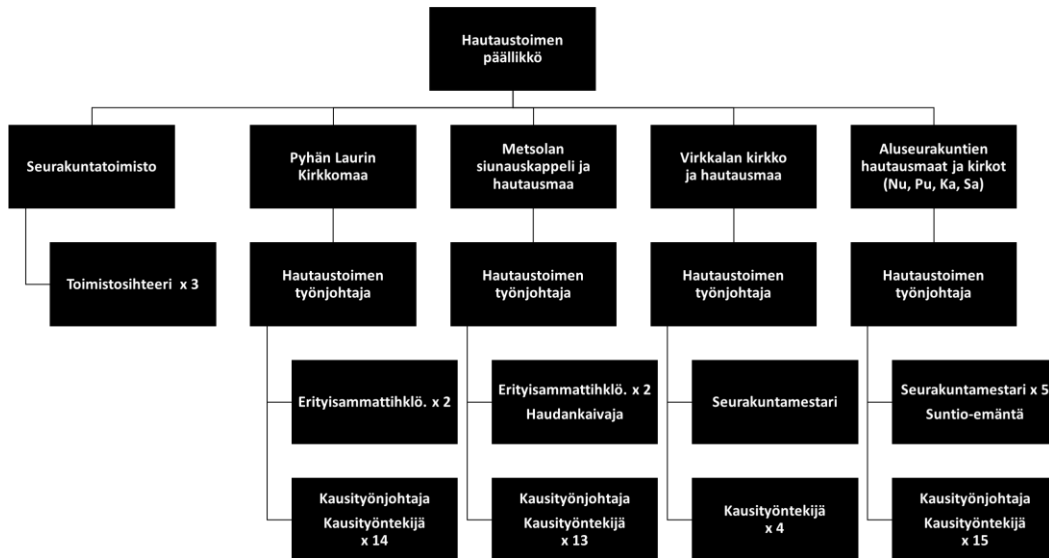 Hautaustoimen
päällikkö
Seurakuntatoimisto
Pyhän Laurin
Kirkkomaa
Metsolan
siunauskappeli ja
hautausmaa
Virkkalan kirkko
ja hautausmaa
Aluseurakuntien
hautausmaat ja kirkot
(Nu, Pu, Ka, Sa)
Toimistosihteeri x 3
Hautaustoimen
työnjohtaja
Hautaustoimen
työnjohtaja
Hautaustoimen
työnjohtaja
Hautaustoimen
työnjohtaja
Erityisammattihklö. x 2
Erityisammattihklö. x 2
Haudankaivaja
Seurakuntamestari
Seurakuntamestari x 5
Suntio-emäntä
Kausityönjohtaja
Kausityöntekijä
x 14
Kausityönjohtaja
Kausityöntekijä
x 13
Kausityöntekijä
x 4
Kausityönjohtaja
Kausityöntekijä
x 15